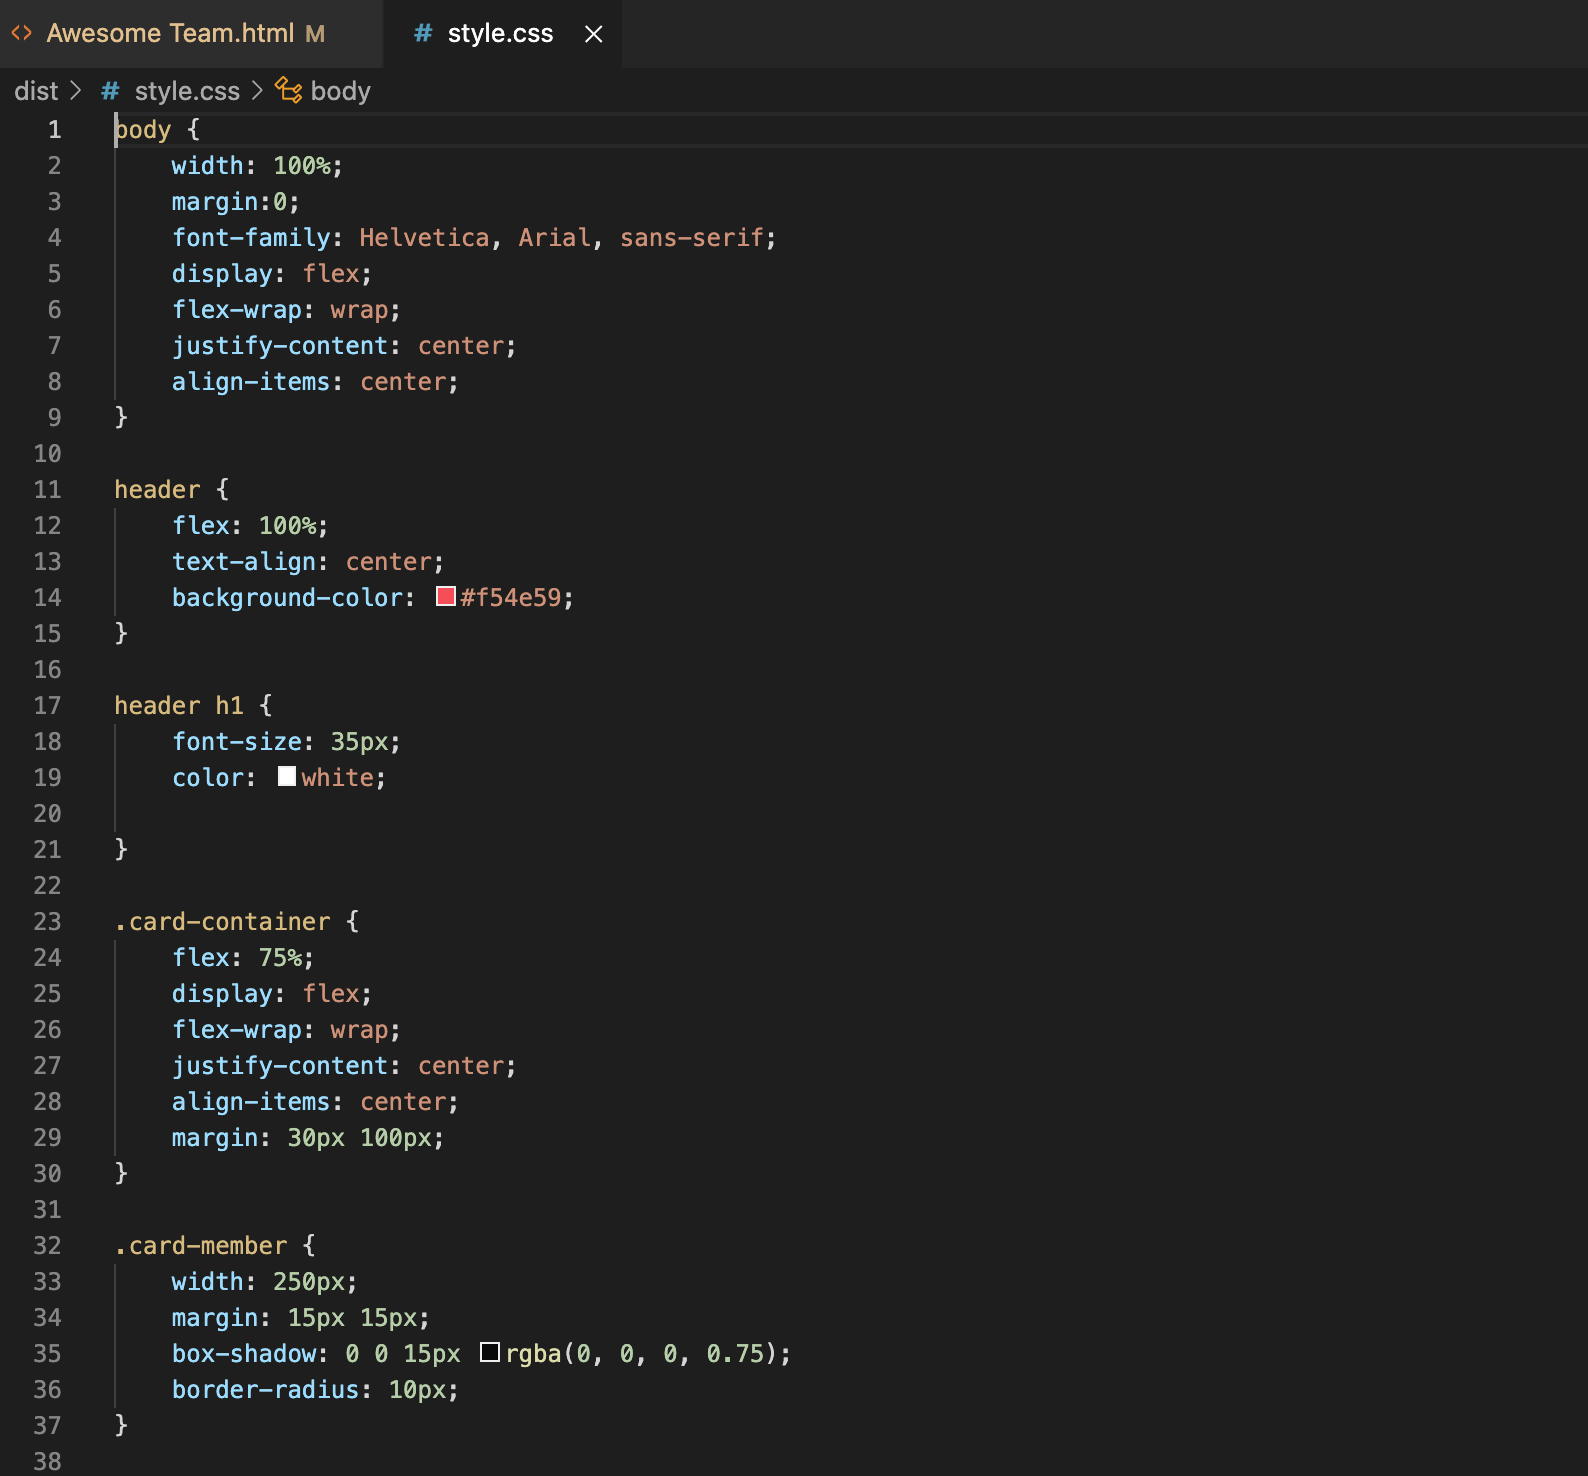 Awesome Team.html M
# style.css
dist > # style.css > body
1 body {
2     width: 100%;
3     margin:0;
4     font-family: Helvetica, Arial, sans-serif;
5     display: flex;
6     flex-wrap: wrap;
7     justify-content: center;
8     align-items: center;
9 }
10
11 header {
12     flex: 100%;
13     text-align: center;
14     background-color: #f54e59;
15 }
16
17 header h1 {
18     font-size: 35px;
19     color: white;
20
21 }
22
23 .card-container {
24     flex: 75%;
25     display: flex;
26     flex-wrap: wrap;
27     justify-content: center;
28     align-items: center;
29     margin: 30px 100px;
30 }
31
32 .card-member {
33     width: 250px;
34     margin: 15px 15px;
35     box-shadow: 0 0 15px rgba(0, 0, 0, 0.75);
36     border-radius: 10px;
37 }
38